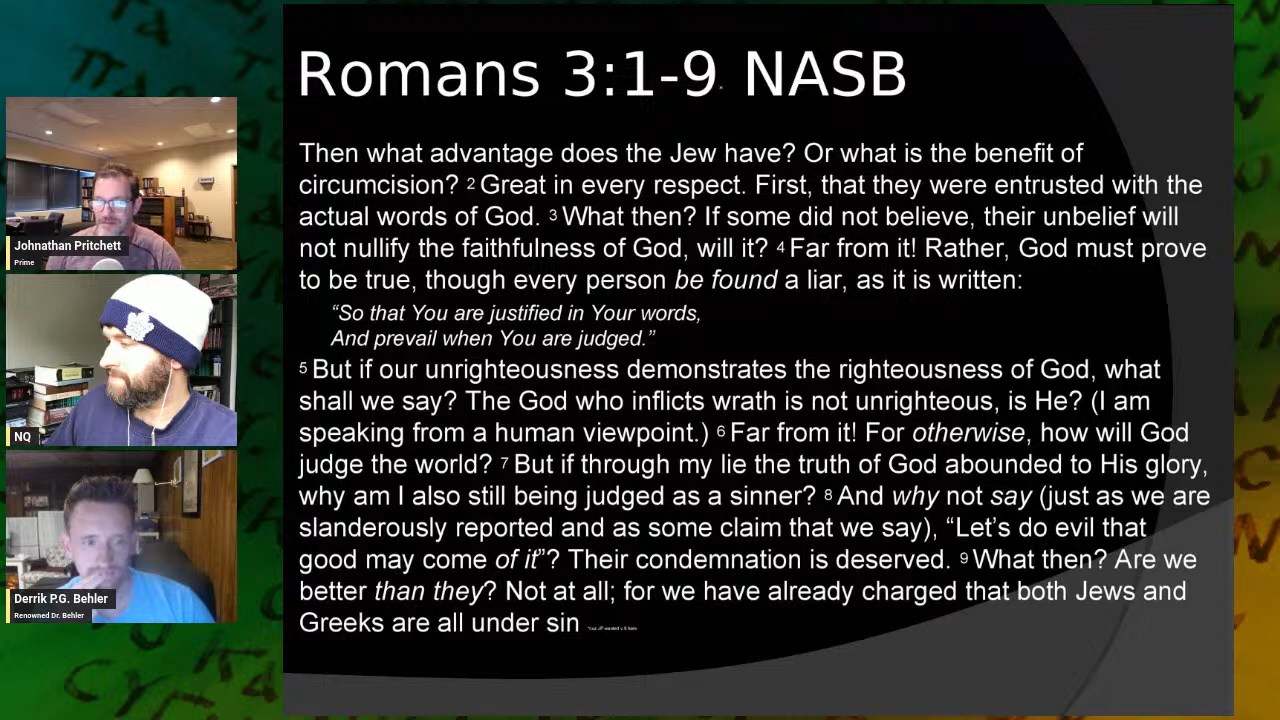 Romans 3:1-9 NASB
Then what advantage does the Jew have? Or what is the benefit of
circumcision? 2 Great in every respect. First, that they were entrusted with the
actual words of God. 3 What then? If some did not believe, their unbelief will
not nullify the faithfulness of God, will it? 4 Far from it! Rather, God must prove
to be true, though every person be found a liar, as it is written:
“So that You are justified in Your words,
And prevail when You are judged.”
5 But if our unrighteousness demonstrates the righteousness of God, what
shall we say? The God who inflicts wrath is not unrighteous, is He? (I am
speaking from a human viewpoint.) 6 Far from it! For otherwise, how will God
judge the world? 7 But if through my lie the truth of God abounded to His glory,
why am I also still being judged as a sinner? 8 And why not say (just as we are
slanderously reported and as some claim that we say), “Let’s do evil that
good may come of it”? Their condemnation is deserved. 9 What then? Are we
better than they? Not at all; for we have already charged that both Jews and
Greeks are all under sin
Johnathan Pritchett
Prime
NQ
Derrik P.G. Behler
Renowned Dr. Behler